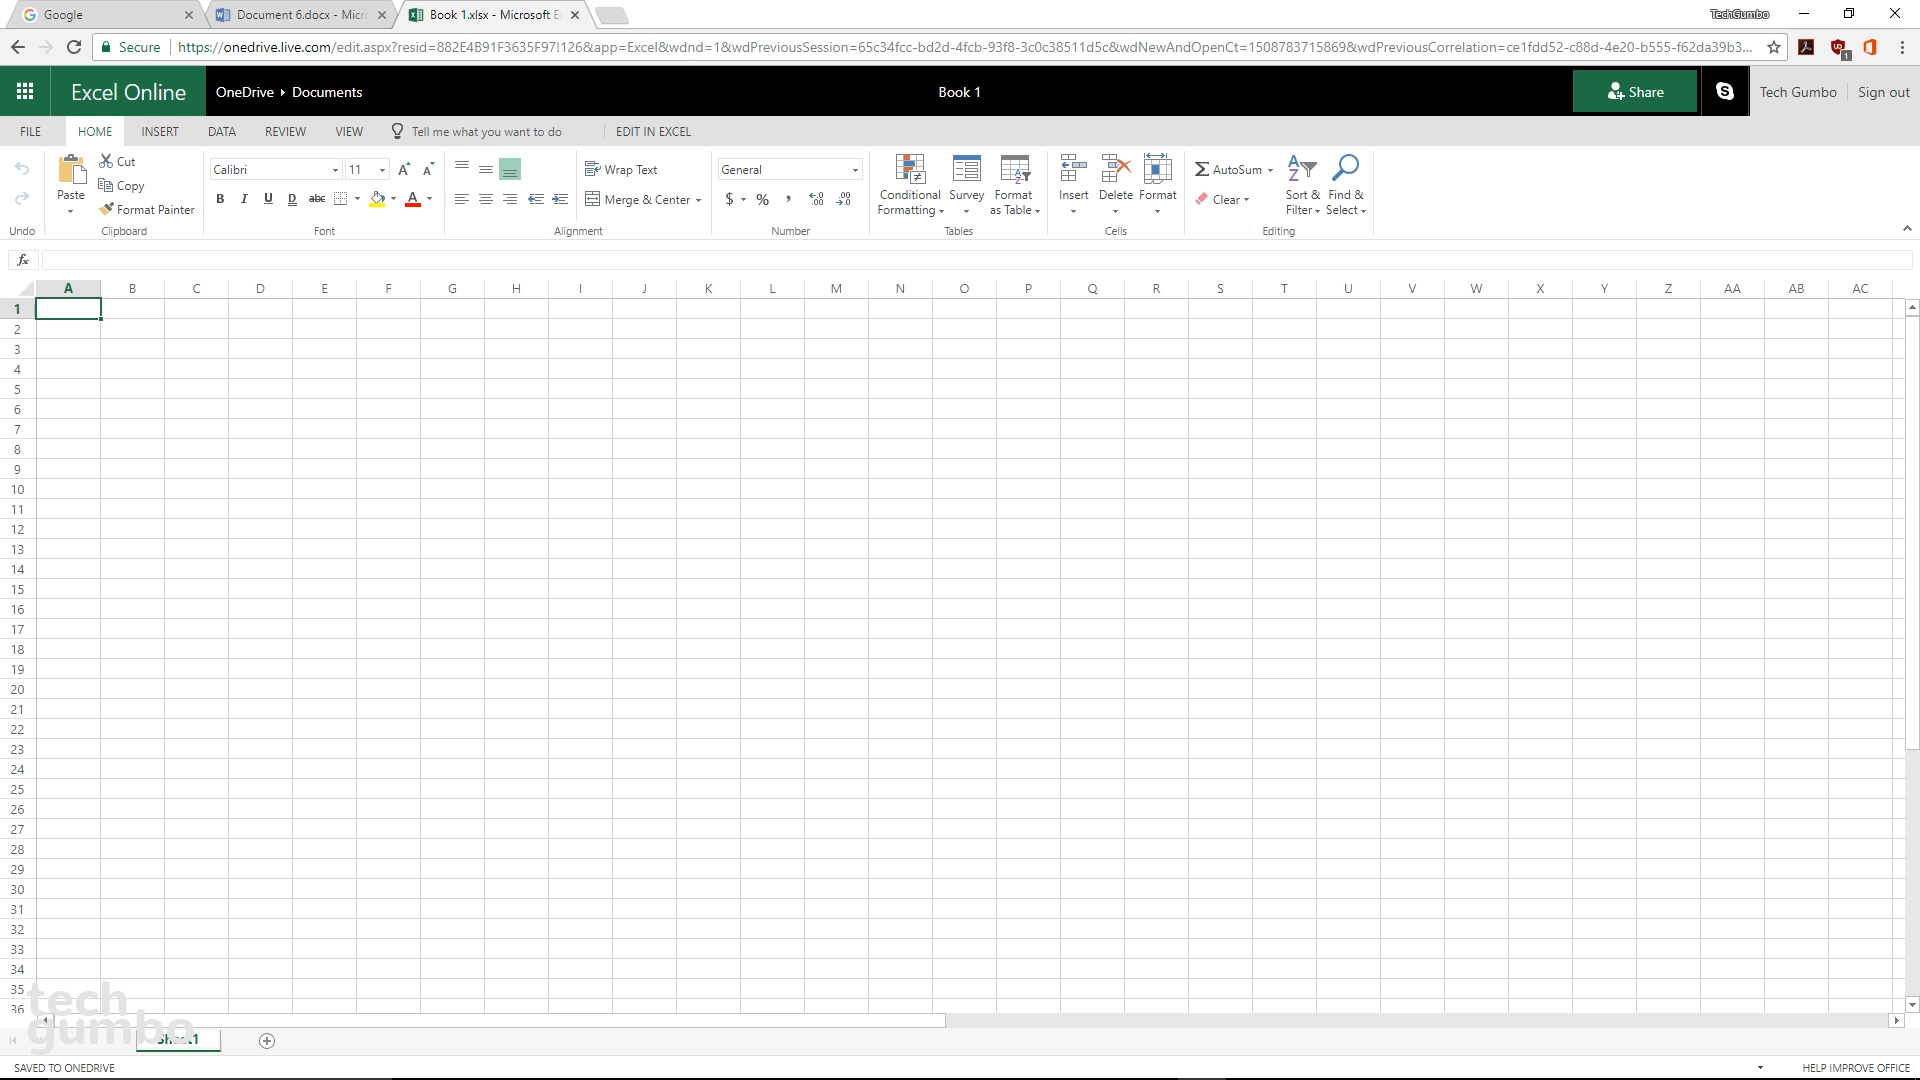 Google
Document 6.docx - Micr
Book 1.xlsx - Microsoft E
TechGumbo
Secure
https://onedrive.live.com/edit.aspx?resid=882E4B91F3635F97!126&app=Excel&wdnd=1&wdPreviousSession=65c34fcc-bd2d-4fcb-93f8-3c0c38511d5c&wdNewAndOpenCt=1508783715869&wdPreviousCorrelation=ce1fdd52-c88d-4e20-b555-f62da39b3...
Excel Online
OneDrive ▸ Documents
Book 1
Share
Tech Gumbo
Sign out
FILE HOME INSERT DATA REVIEW VIEW Tell me what you want to do EDIT IN EXCEL
Cut
Copy
Format Painter
Paste
Calibri
11
B I U D abc
Wrap Text
Merge & Center
General
$ % , .00 .00
Conditional Formatting
Survey
Format as Table
Insert
Delete
Format
AutoSum
Clear
Sort & Filter
Find & Select
Undo Clipboard Font Alignment Number Tables Cells Editing
fx
A B C D E F G H I J K L M N O P Q R S T U V W X Y Z AA AB AC
1
2
3
4
5
6
7
8
9
10
11
12
13
14
15
16
17
18
19
20
21
22
23
24
25
26
27
28
29
30
31
32
33
34
35
36
tech
gumbo
Sheet1
SAVED TO ONEDRIVE
HELP IMPROVE OFFICE